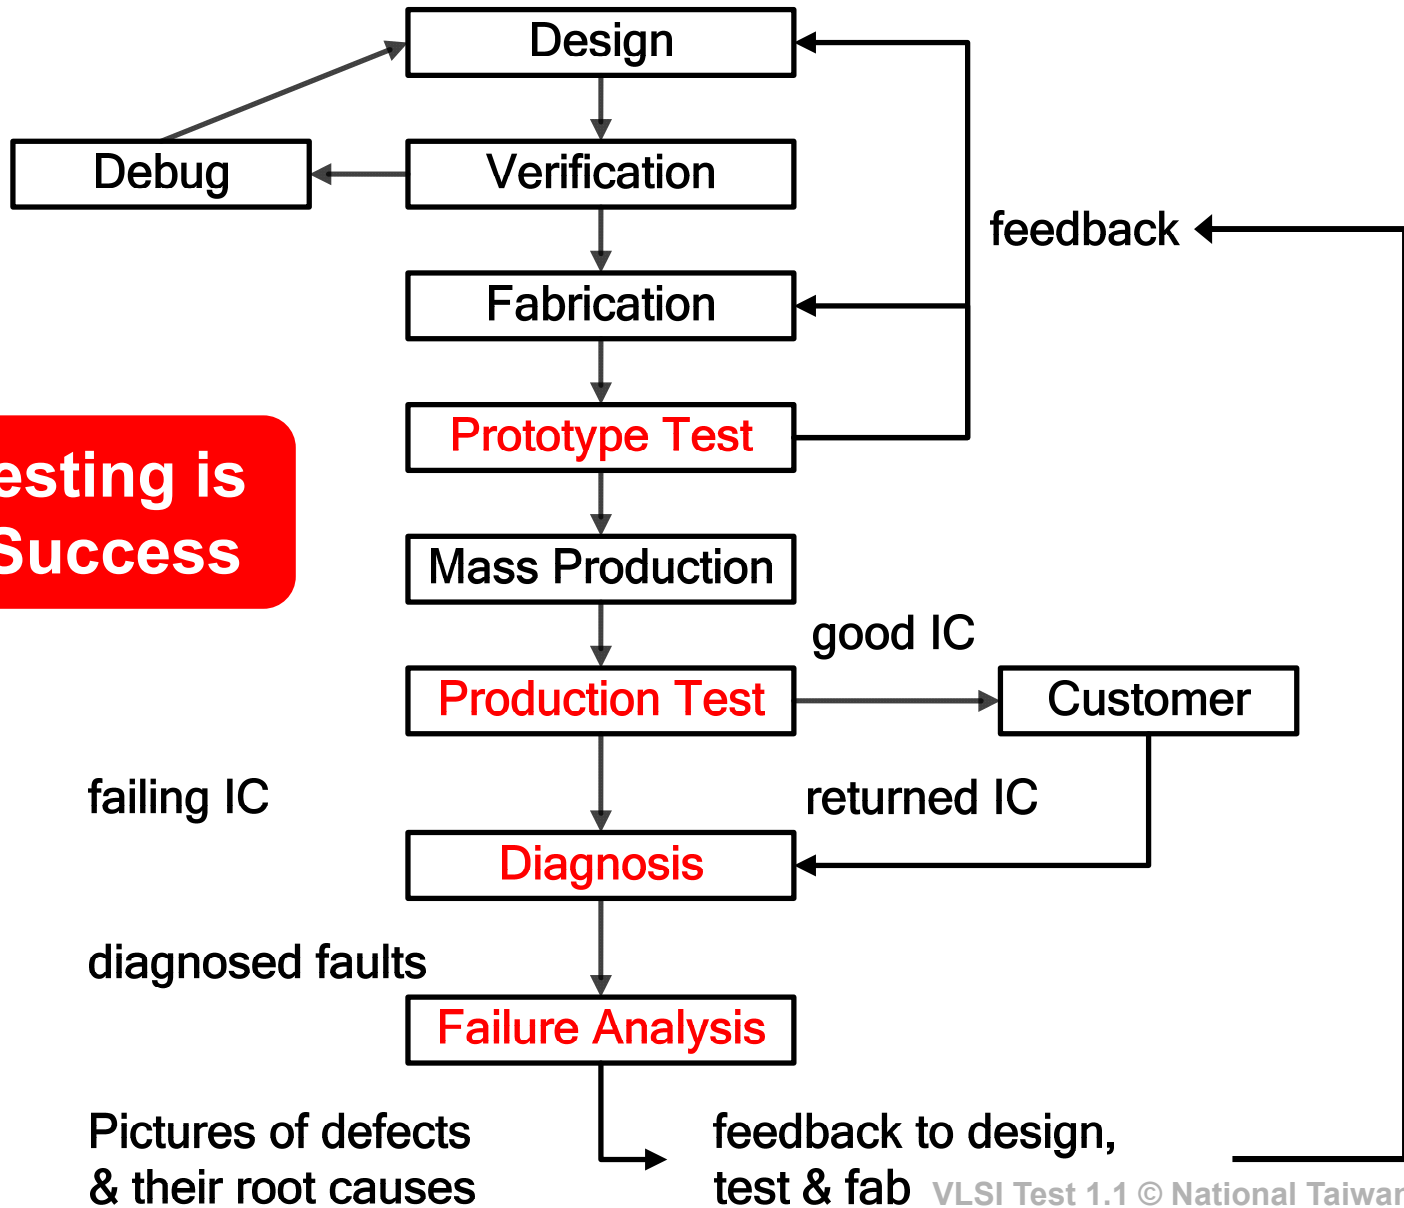 Design
Debug
Verification
feedback
Fabrication
Prototype Test
is
Success
Mass Production
good IC
Production Test
Customer
failing IC
returned IC
Diagnosis
diagnosed faults
Failure Analysis
Pictures of defects
& their root causes
feedback to design,
test & fab
VLSI Test 1.1 © National